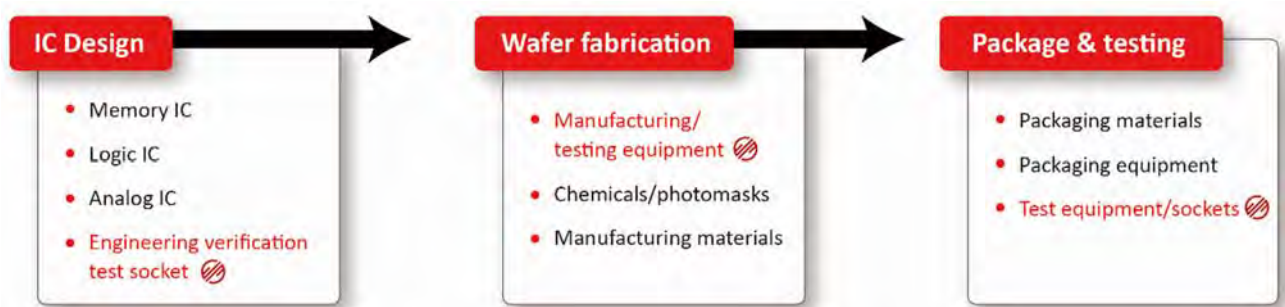 IC Design
Memory IC
Logic IC
Analog IC
Engineering verification
test socket
Wafer fabrication
Manufacturing/
testing equipment
Chemicals/photomasks
Manufacturing materials
Package & testing
Packaging materials
Packaging equipment
Test equipment/sockets